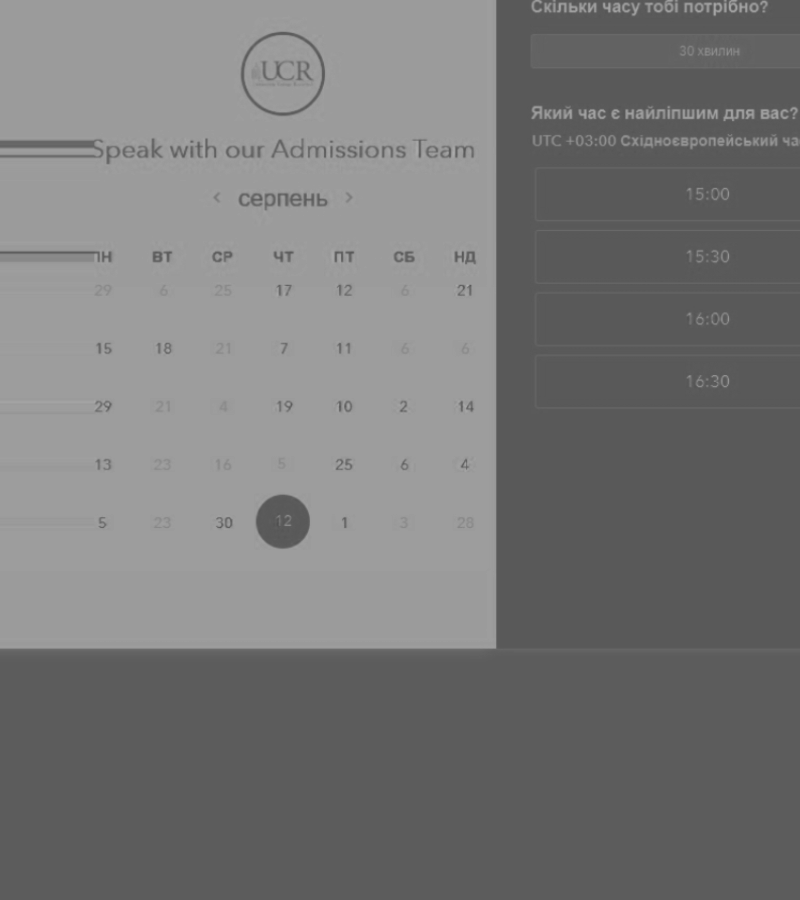 UCR
Speak with our Admissions Team
серпень
ПН ВТ СР ЧТ ПТ СБ НД
29 6 25 17 12 6 21
15 18 21 7 11 6 6
29 21 4 19 10 2 14
13 23 16 5 25 6 4
5 23 30 12 1 3 28
Скільки часу тобі потрібно?
30 хвилин
Який час є найліпшим для вас?
UTC +03:00 Східноєвропейський
15:00
15:30
16:00
16:30